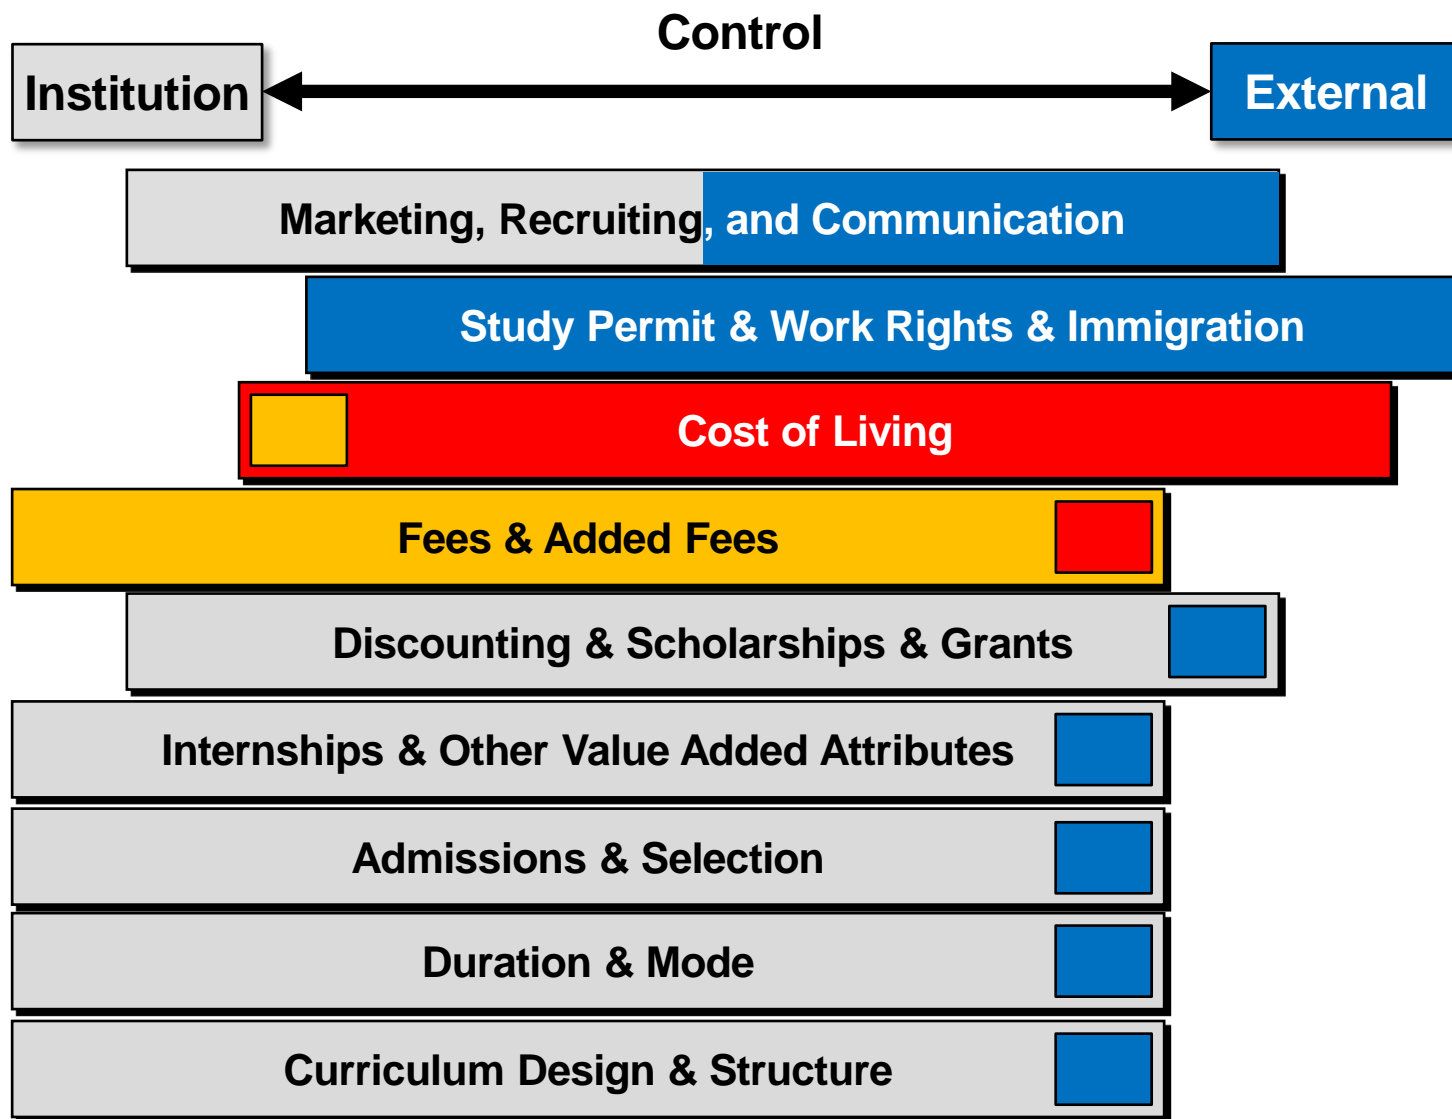 Control
Institution
External
Marketing, Recruiting, and Communication
Study Permit & Work Rights & Immigration
Cost of Living
Fees & Added Fees
Discounting & Scholarships & Grants
Internships & Other Value Added Attributes
Admissions & Selection
Duration & Mode
Curriculum Design & Structure